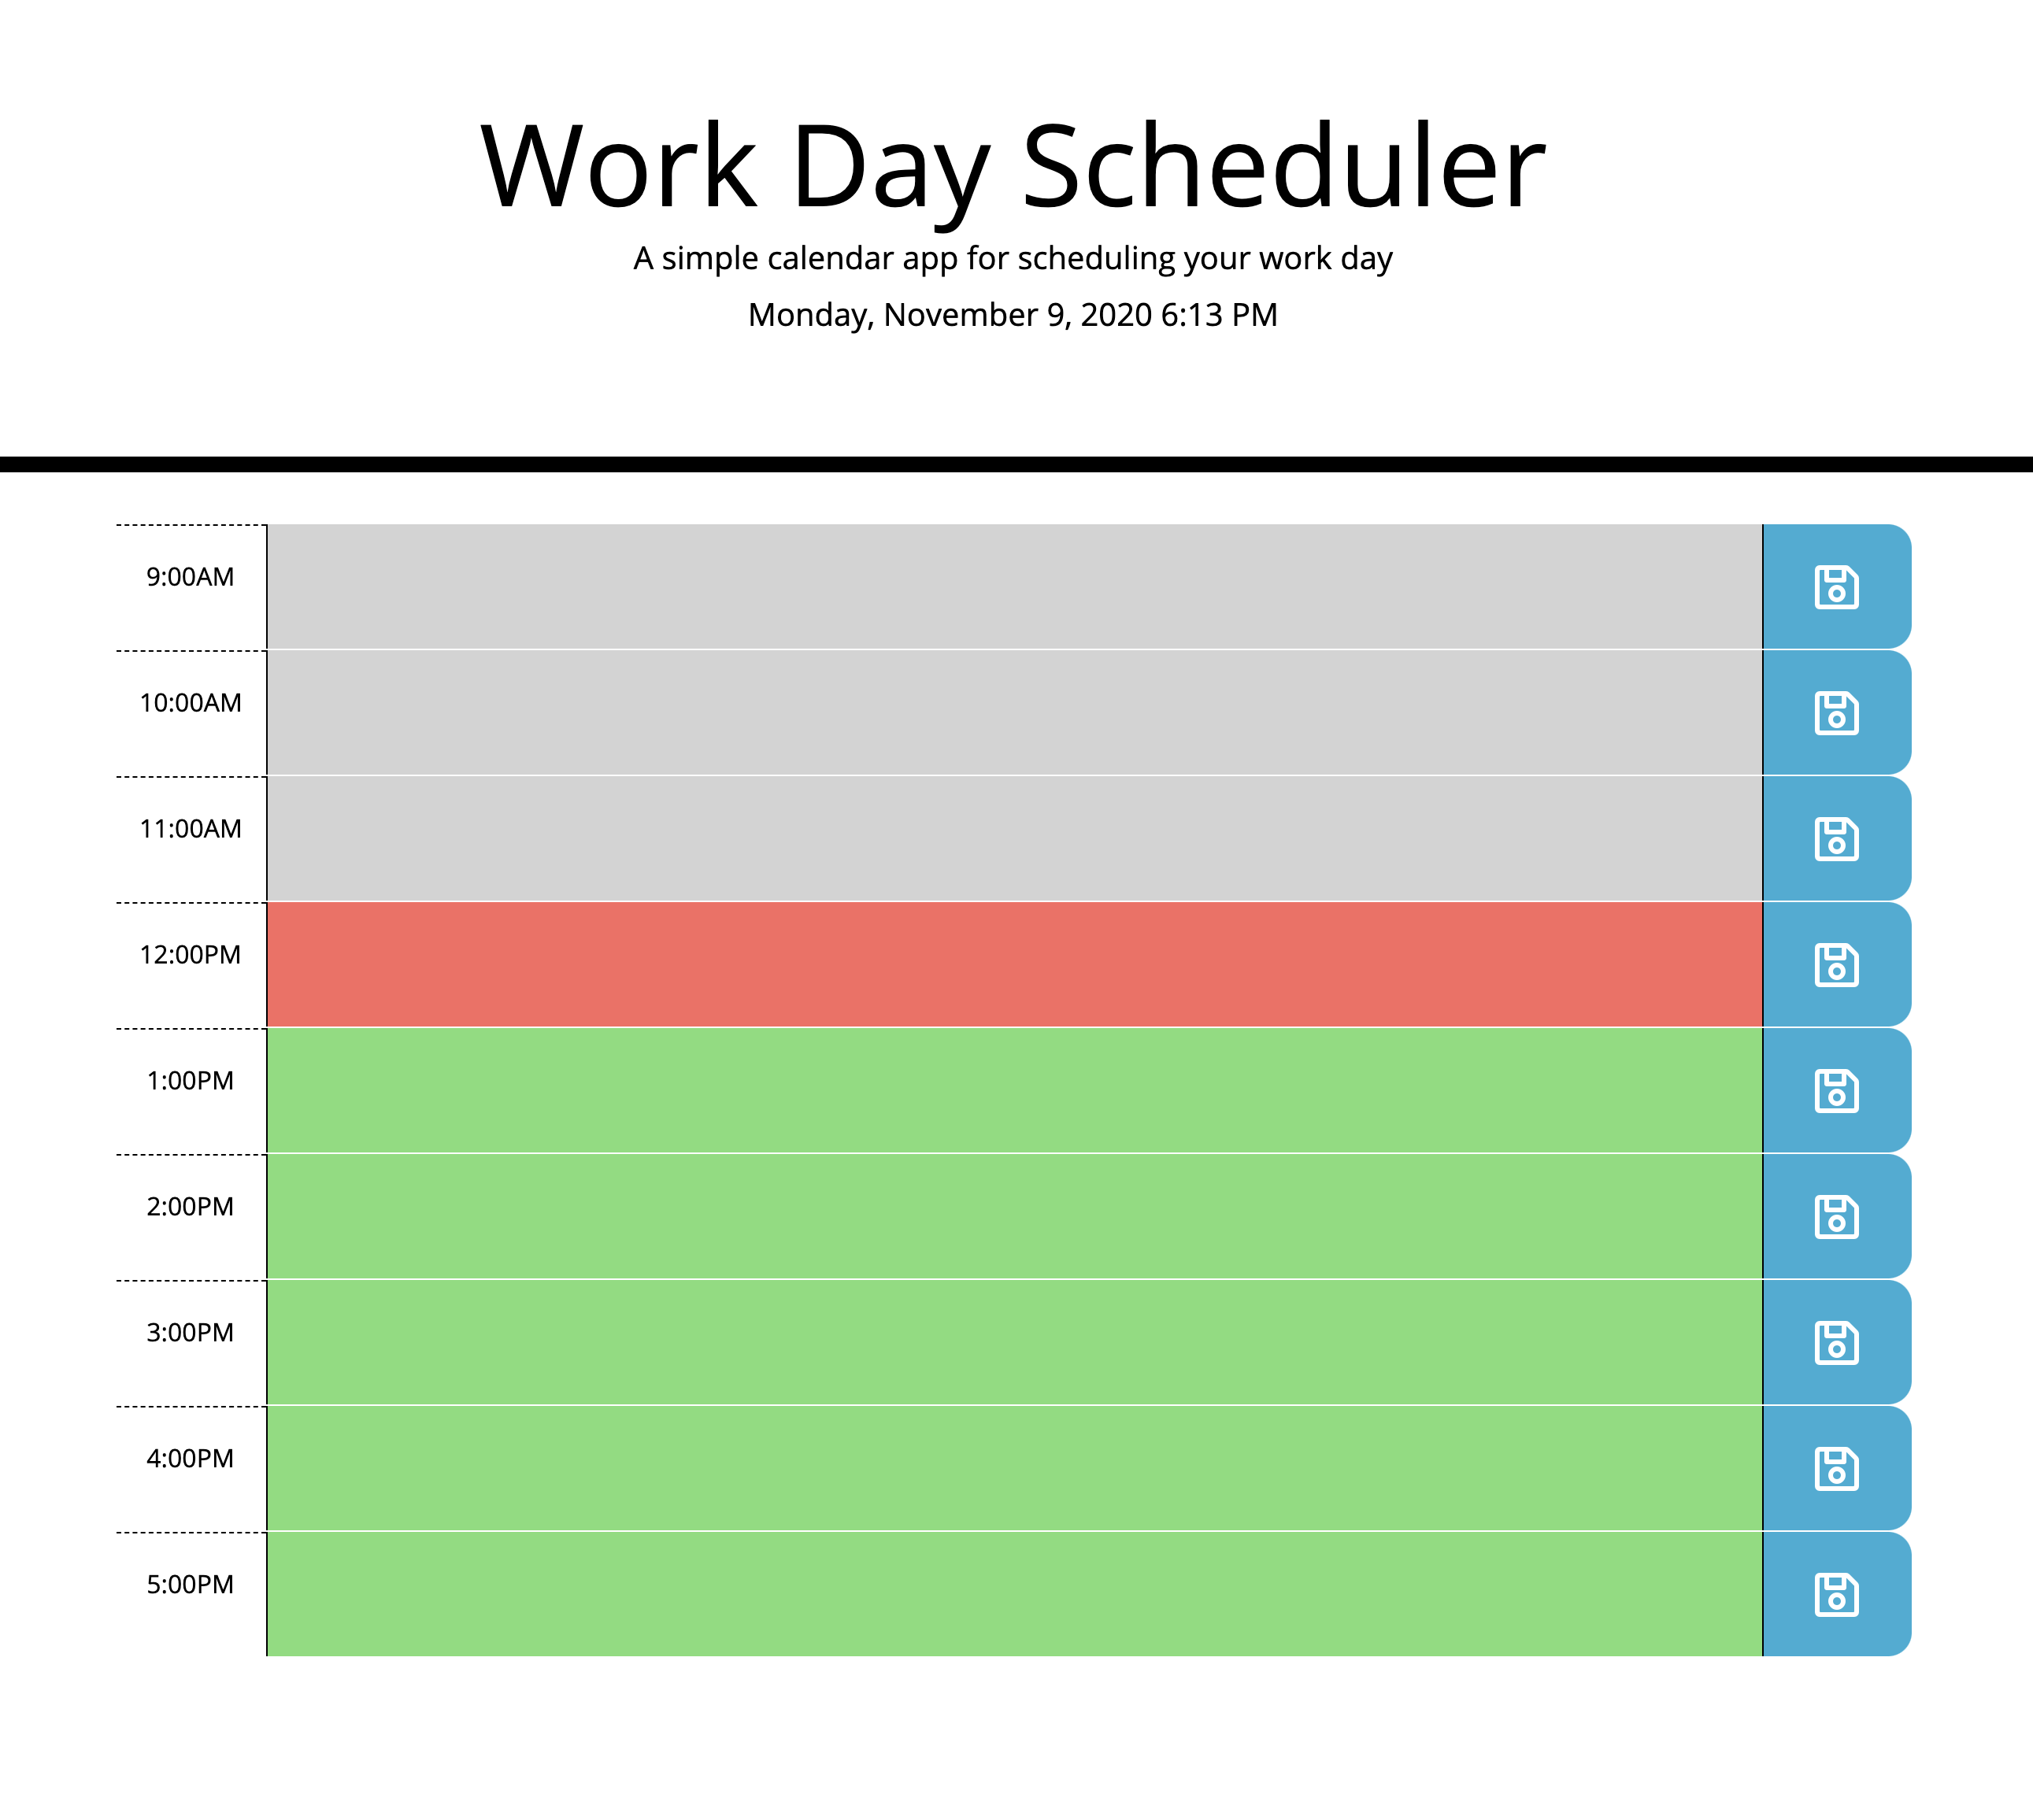 Work Day Scheduler
A simple calendar app for scheduling your work day
Monday, November 9, 2020 6:13 PM
9:00AM
10:00AM
11:00AM
12:00PM
1:00PM
2:00PM
3:00PM
4:00PM
5:00PM